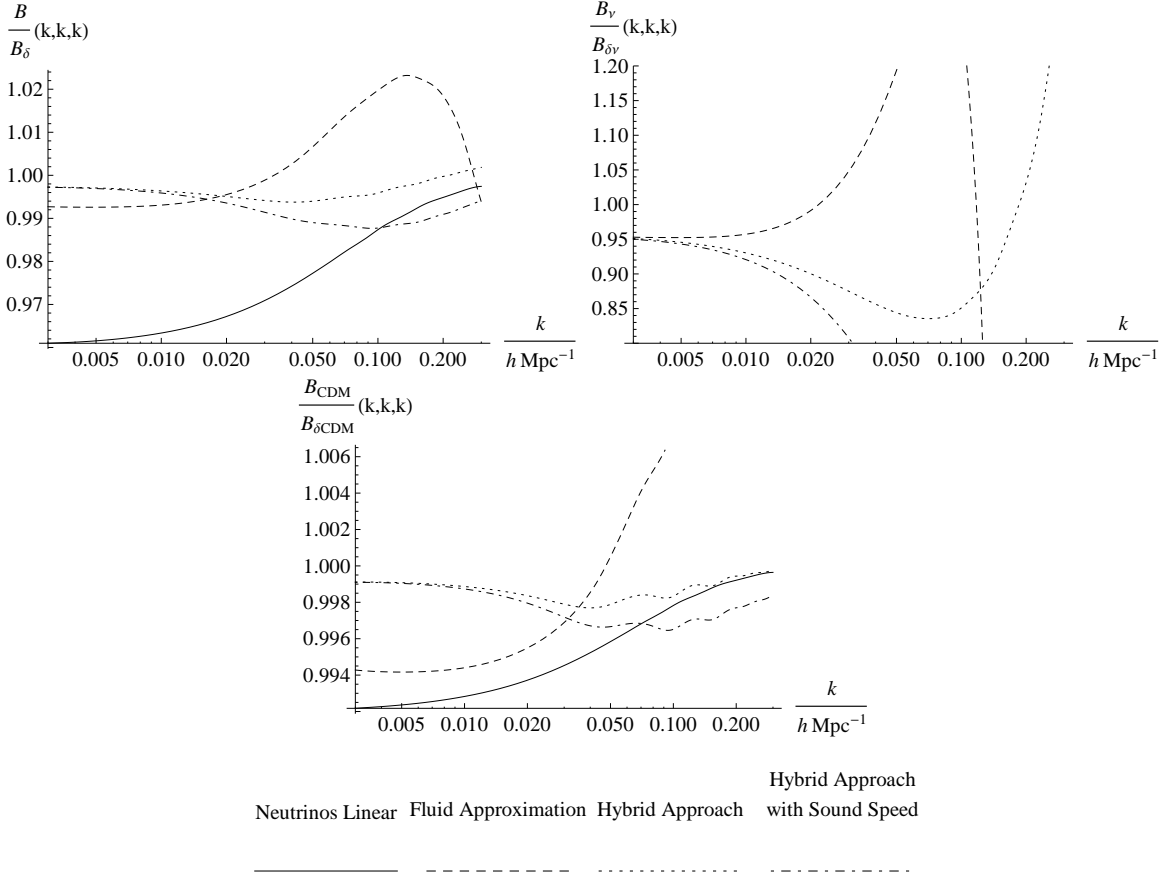 B
B_δ (k,k,k)
1.02
1.01
1.00
0.99
0.98
0.97
0.005 0.010 0.020 0.050 0.100 0.200
k
h Mpc⁻¹
B_ν
B_δν (k,k,k)
1.20
1.15
1.10
1.05
1.00
0.95
0.90
0.85
0.005 0.010 0.020 0.050 0.100 0.200
k
h Mpc⁻¹
B_CDM
B_δCDM (k,k,k)
1.006
1.004
1.002
1.000
0.998
0.996
0.994
0.005 0.010 0.020 0.050 0.100 0.200
k
h Mpc⁻¹
Neutrinos Linear
Fluid Approximation
Hybrid Approach
Hybrid Approach
with Sound Speed